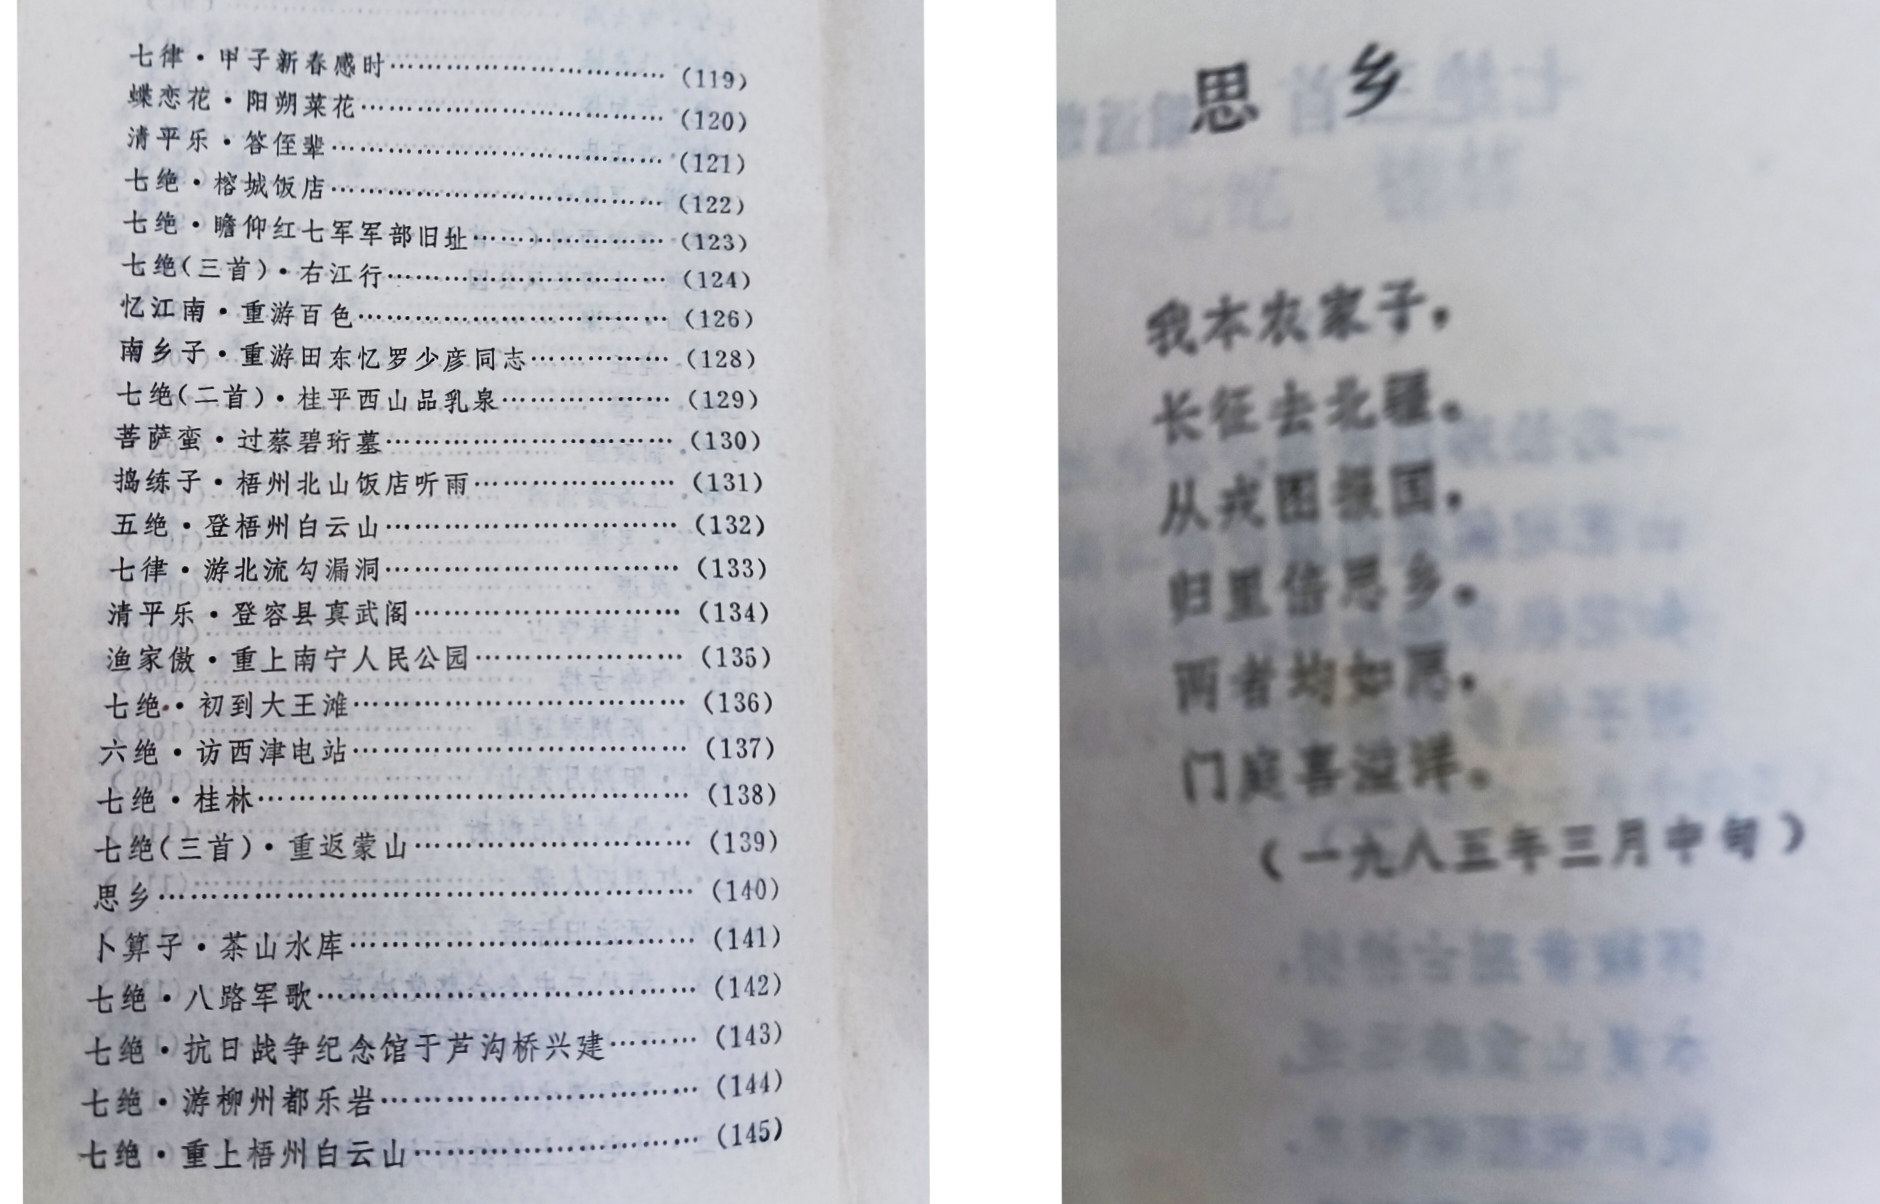 七律·甲子新春感时………………………(119)
蝶恋花·阳朔菜花…………………………(120)
清平乐·答侄辈……………………………(121)
七绝·榕城饭店……………………………(122)
七绝·瞻仰红七军军部旧址………………(123)
七绝(三首)·右江行………………………(124)
忆江南·重游百色…………………………(126)
南乡子·重游田东忆罗少彦同志…………(128)
七绝(二首)·桂平西山品乳泉……………(129)
菩萨蛮·过蔡碧珩墓………………………(130)
捣练子·梧州北山饭店听雨………………(131)
五绝·登梧州白云山………………………(132)
七律·游北流勾漏洞………………………(133)
清平乐·登容县真武阁……………………(134)
渔家傲·重上南宁人民公园………………(135)
七绝·初到大王滩…………………………(136)
六绝·访西津电站…………………………(137)
七绝·桂林…………………………………(138)
七绝(三首)·重返蒙山……………………(139)
思乡…………………………………………(140)
卜算子·茶山水库…………………………(141)
七绝·八路军歌……………………………(142)
七绝·抗日战争纪念馆于芦沟桥兴建………(143)
七绝·游柳州都乐岩………………………(144)
七绝·重上梧州白云山……………………(145)
思乡
我本农家子，
长征去北疆。
从戎图报国，
归里倍思乡。
两者均如愿，
门庭喜溢洋。
(一九八五年三月中旬)